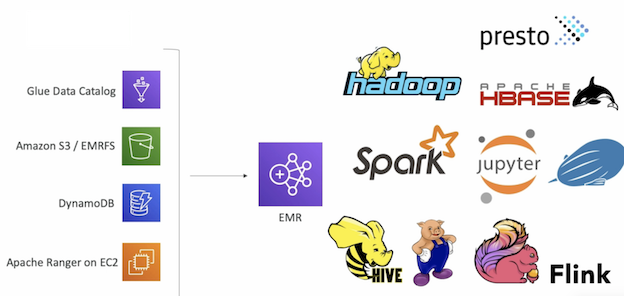 Glue Data Catalog
Amazon S3 / EMRFS
DynamoDB
Apache Ranger on EC2
EMR
presto
hadoop
APACHE
HBASE
Spark
jupyter
HIVE
Flink